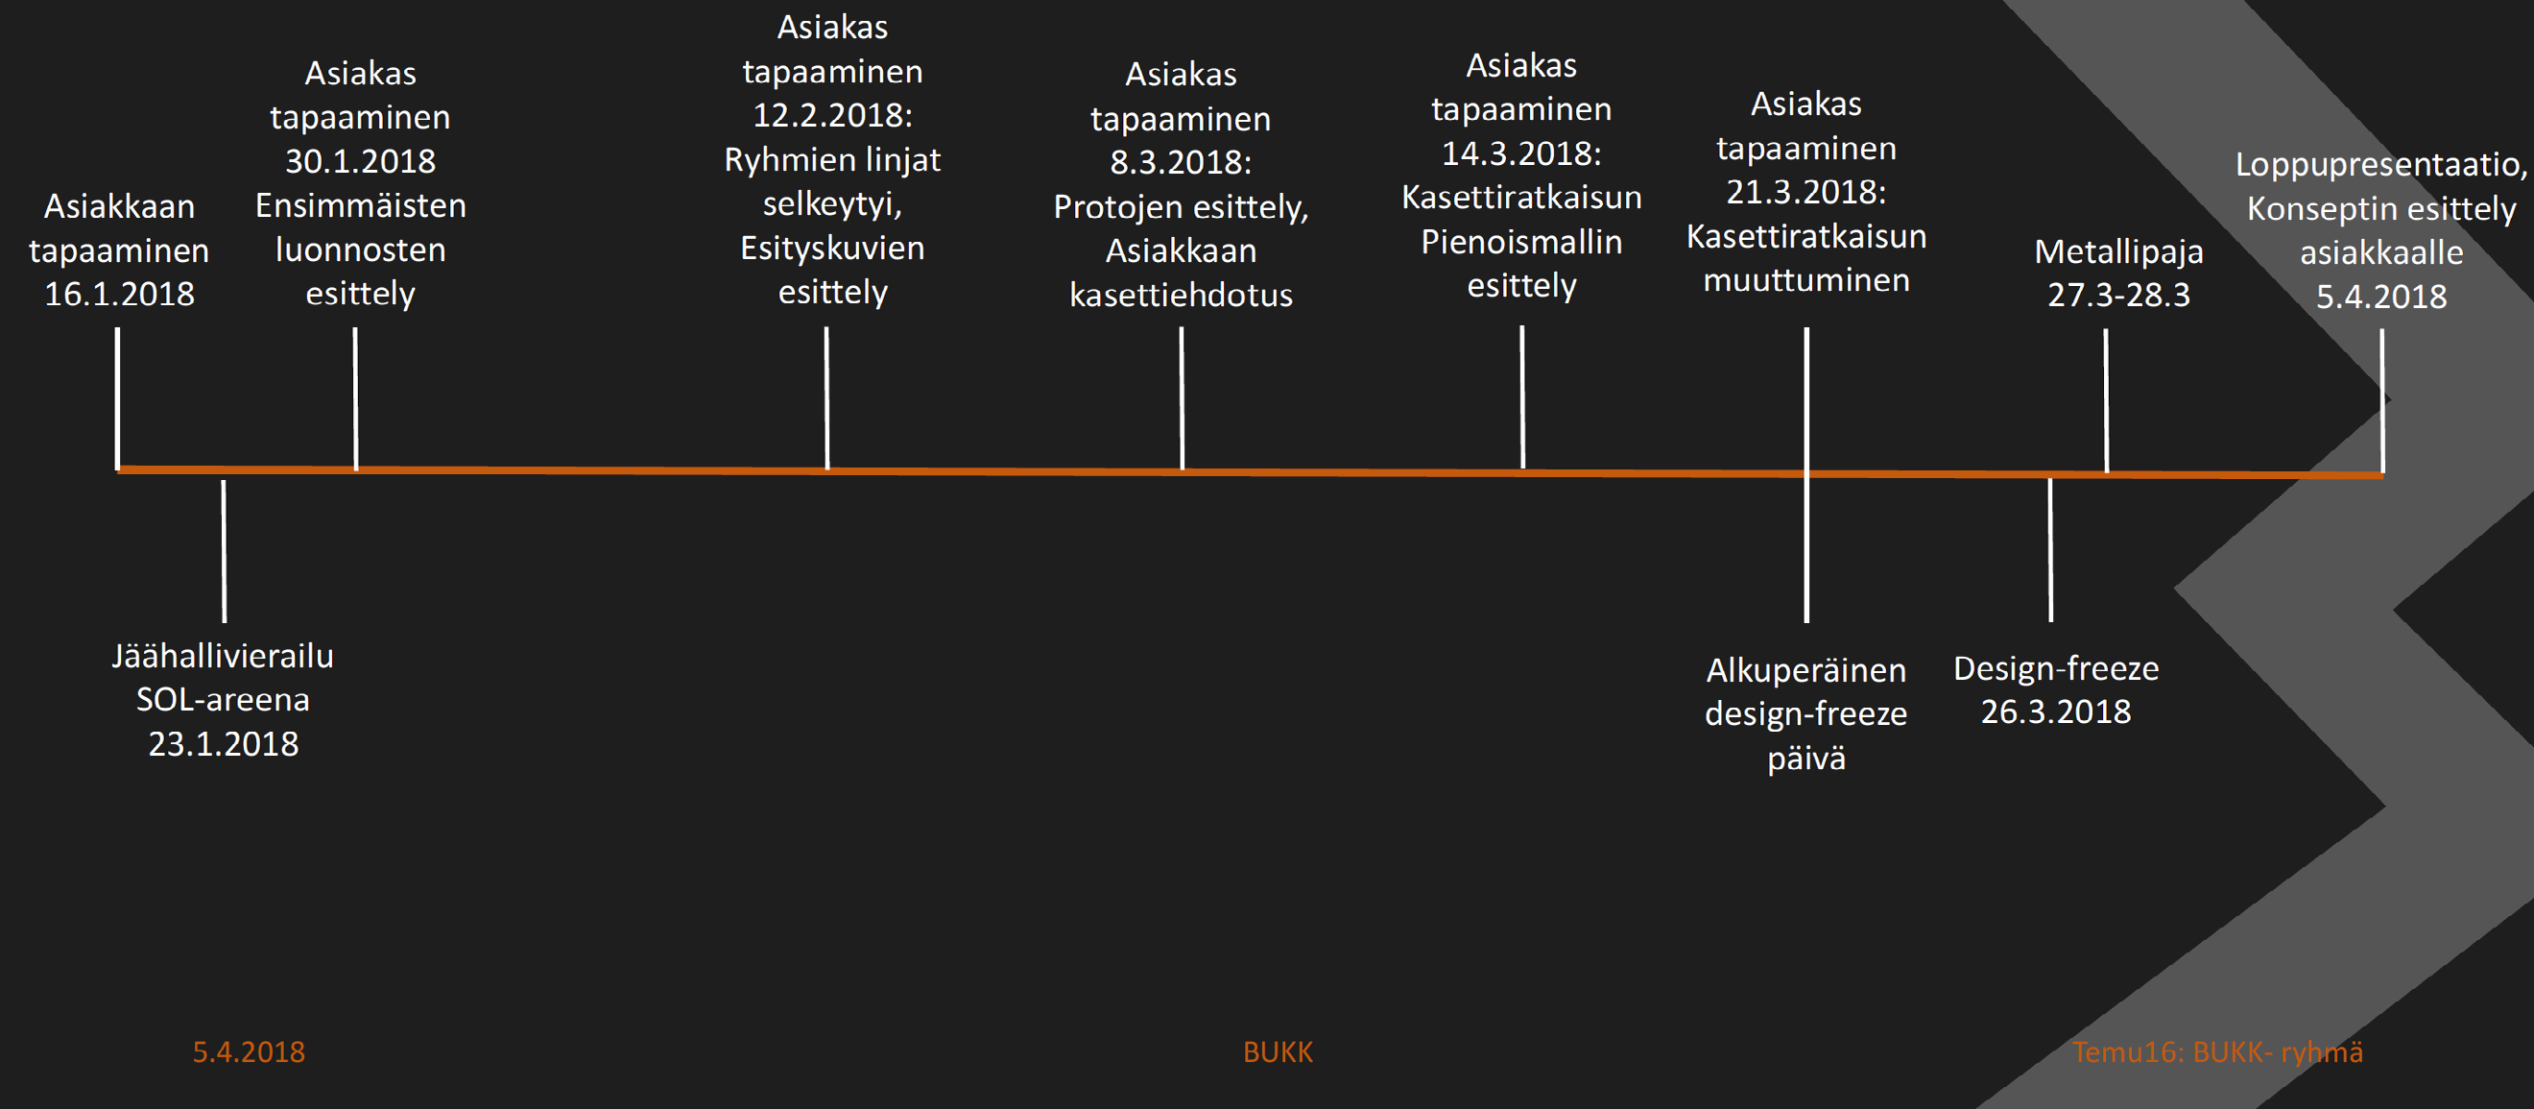 Asiakkaan
tapaaminen
16.1.2018
Asiakas
tapaaminen
30.1.2018
Ensimmäisten
luonnosten
esittely
Asiakas
tapaaminen
12.2.2018:
Ryhmien linjat
selkeytyi,
Esityskuvien
esittely
Asiakas
tapaaminen
8.3.2018:
Protojen esittely,
Asiakkaan
kasettiehdotus
Asiakas
tapaaminen
14.3.2018:
Kasettiratkaisun
Pienoismallin
esittely
Asiakas
tapaaminen
21.3.2018:
Kasettiratkaisun
muuttuminen
Metallipaja
27.3-28.3
Loppupresentaatio,
Konseptin esittely
asiakkaalle
5.4.2018
Jäähallivierailu
SOL-areena
23.1.2018
Alkuperäinen
design-freeze
päivä
Design-freeze
26.3.2018
5.4.2018
BUKK
Temu16: BUKK- ryhmä